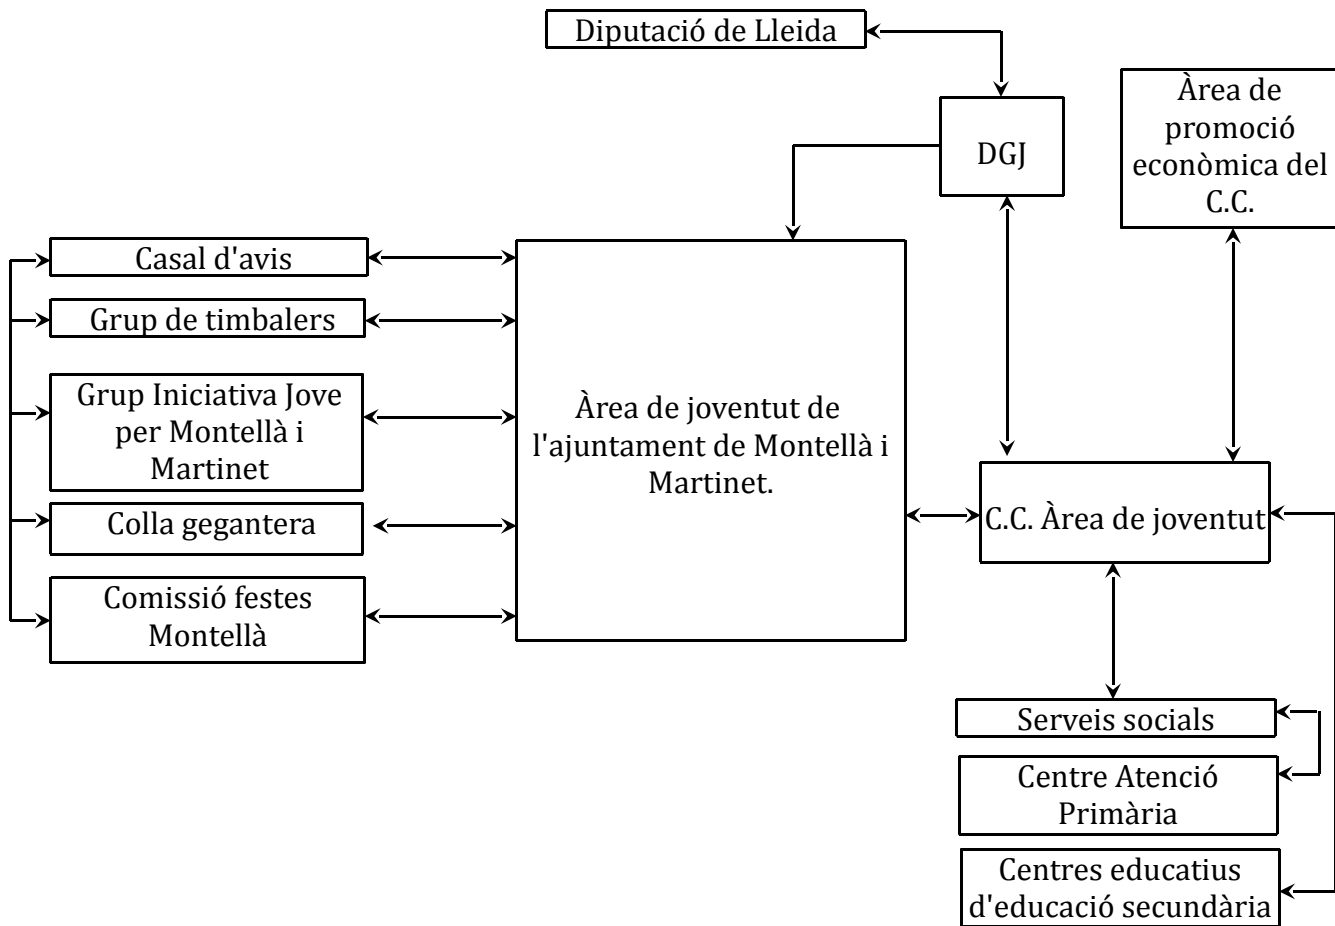 Diputació de Lleida
Àrea de
promoció
econòmica del
C.C.
DGJ
Casal d'avis
Grup de timbalers
Grup Iniciativa Jove
per Montellà i
Martinet
Colla gegantera
Comissió festes
Montellà
Àrea de joventut de
l'ajuntament de Montellà i
Martinet.
C.C. Àrea de joventut
Serveis socials
Centre Atenció
Primària
Centres educatius
d'educació secundària